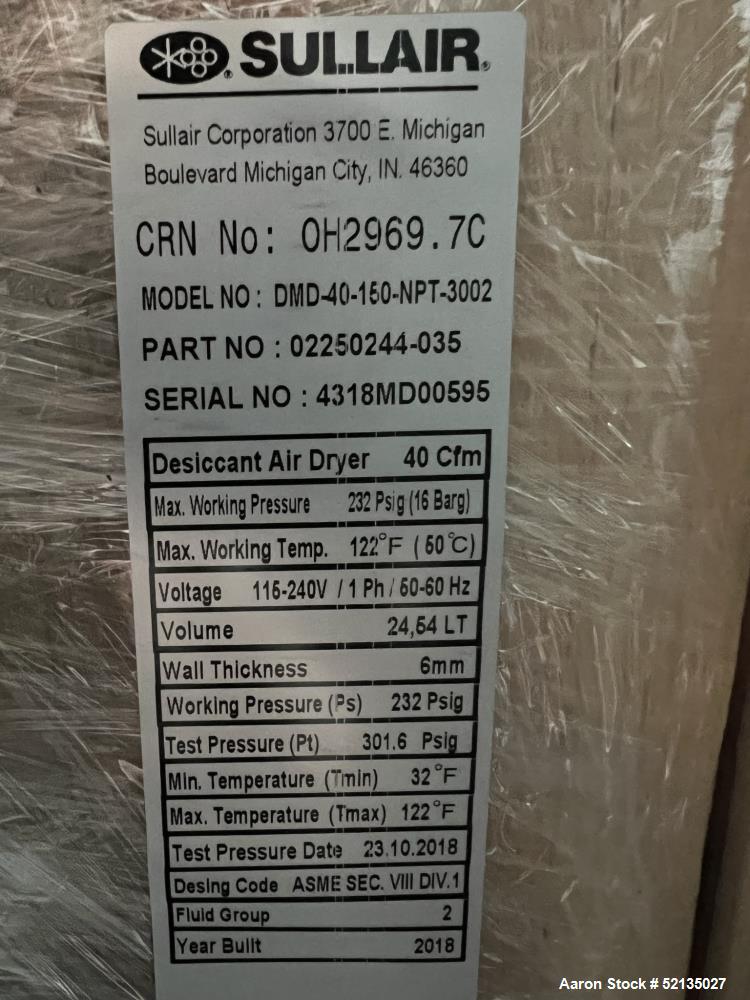 SULLAIR®
Sullair Corporation 3700 E. Michigan
Boulevard Michigan City, IN. 46360
CRN No: 0H2969.7C
MODEL NO : DMD-40-150-NPT-3002
PART NO : 02250244-035
SERIAL NO : 4318MD00595
Desiccant Air Dryer 40 Cfm
Max. Working Pressure 232 Psig (16 Barg)
Max. Working Temp. 122°F (50°C)
Voltage 115-240V / 1 Ph / 50-60 Hz
Volume 24,54 LT
Wall Thickness 6mm
Working Pressure (Ps) 232 Psig
Test Pressure (Pt) 301.6 Psig
Min. Temperature (Tmin) 32°F
Max. Temperature (Tmax) 122°F
Test Pressure Date 23.10.2018
Desing Code ASME SEC. VIII DIV.1
Fluid Group 2
Year Built 2018
Aaron Stock # 52135027